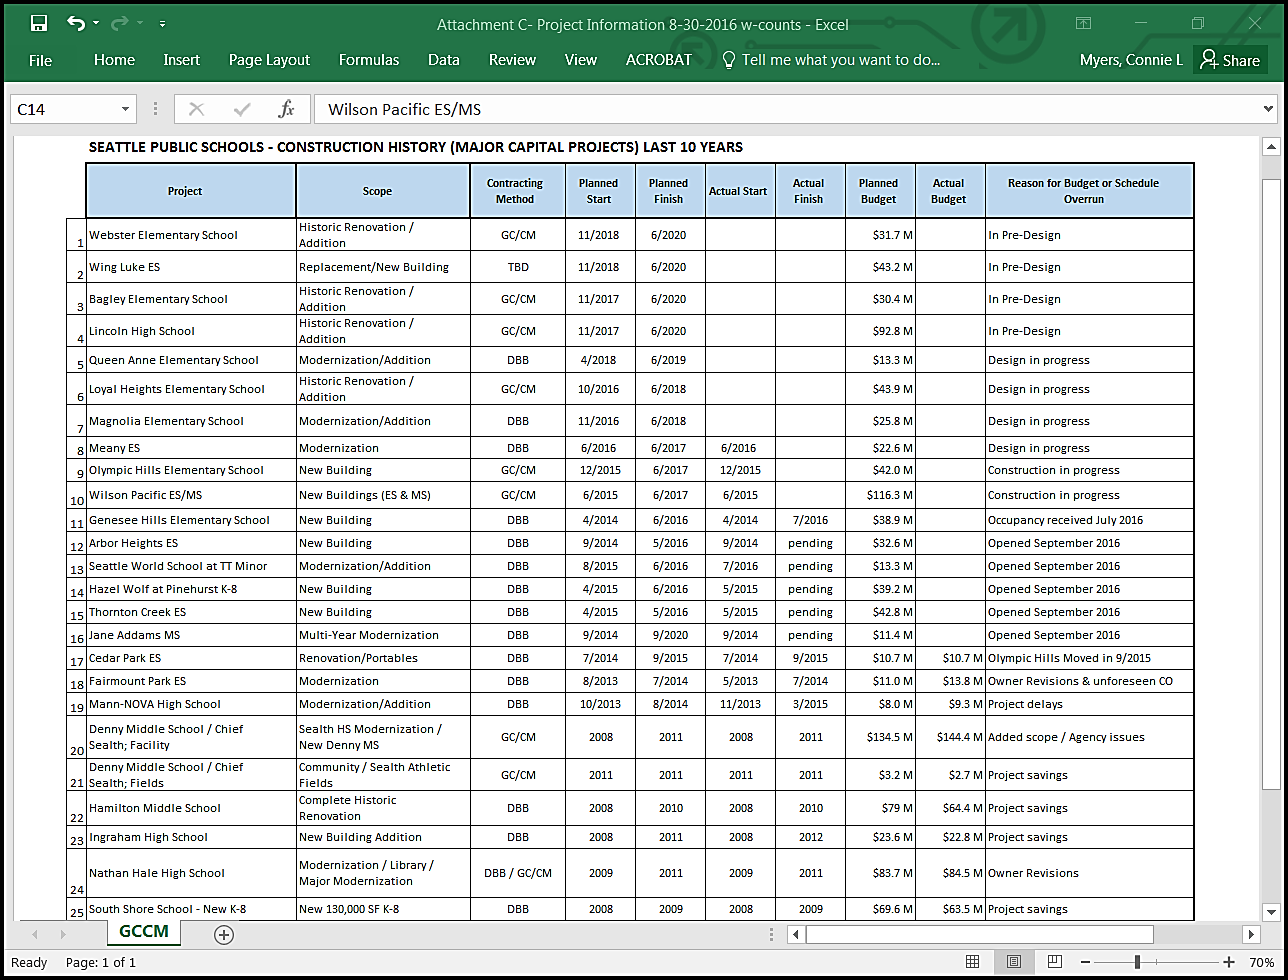 Attachment C- Project Information 8-30-2016 w-counts - Excel
File Home Insert Page Layout Formulas Data Review View ACROBAT Tell me what you want to do... Myers, Connie L Share
C14 fx Wilson Pacific ES/MS
SEATTLE PUBLIC SCHOOLS - CONSTRUCTION HISTORY (MAJOR CAPITAL PROJECTS) LAST 10 YEARS
Project Scope Contracting Method Planned Start Planned Finish Actual Start Actual Finish Planned Budget Actual Budget Reason for Budget or Schedule Overrun
1 Webster Elementary School Historic Renovation / Addition GC/CM 11/2018 6/2020 $31.7 M In Pre-Design
2 Wing Luke ES Replacement/New Building TBD 11/2018 6/2020 $43.2 M In Pre-Design
3 Bagley Elementary School Historic Renovation / Addition GC/CM 11/2017 6/2020 $30.4 M In Pre-Design
4 Lincoln High School Historic Renovation / Addition GC/CM 11/2017 6/2020 $92.8 M In Pre-Design
5 Queen Anne Elementary School Modernization/Addition DBB 4/2018 6/2019 $13.3 M Design in progress
6 Loyal Heights Elementary School Historic Renovation / Addition GC/CM 10/2016 6/2018 $43.9 M Design in progress
7 Magnolia Elementary School Modernization/Addition DBB 11/2016 6/2018 $25.8 M Design in progress
8 Meany ES Modernization DBB 6/2016 6/2017 6/2016 $22.6 M Design in progress
9 Olympic Hills Elementary School New Building GC/CM 12/2015 6/2017 12/2015 $42.0 M Construction in progress
10 Wilson Pacific ES/MS New Buildings (ES & MS) GC/CM 6/2015 6/2017 6/2015 $116.3 M Construction in progress
11 Genesee Hills Elementary School New Building DBB 4/2014 6/2016 4/2014 7/2016 $38.9 M Occupancy received July 2016
12 Arbor Heights ES New Building DBB 9/2014 5/2016 9/2014 pending $32.6 M Opened September 2016
13 Seattle World School at TT Minor Modernization/Addition DBB 8/2015 6/2016 7/2016 pending $13.3 M Opened September 2016
14 Hazel Wolf at Pinehurst K-8 New Building DBB 4/2015 6/2016 5/2015 pending $39.2 M Opened September 2016
15 Thornton Creek ES New Building DBB 4/2015 5/2016 5/2015 pending $42.8 M Opened September 2016
16 Jane Addams MS Multi-Year Modernization DBB 9/2014 9/2020 9/2014 pending $11.4 M Opened September 2016
17 Cedar Park ES Renovation/Portables DBB 7/2014 9/2015 7/2014 9/2015 $10.7 M $10.7 M Olympic Hills Moved in 9/2015
18 Fairmount Park ES Modernization DBB 8/2013 7/2014 5/2013 7/2014 $11.0 M $13.8 M Owner Revisions & unforeseen CO
19 Mann-NOVA High School Modernization/Addition DBB 10/2013 8/2014 11/2013 3/2015 $8.0 M $9.3 M Project delays
20 Denny Middle School / Chief Sealth; Facility Sealth HS Modernization / New Denny MS GC/CM 2008 2011 2008 2011 $134.5 M $144.4 M Added scope / Agency issues
21 Denny Middle School / Chief Sealth; Fields Community / Sealth Athletic Fields GC/CM 2011 2011 2011 2011 $3.2 M $2.7 M Project savings
22 Hamilton Middle School Complete Historic Renovation DBB 2008 2010 2008 2010 $79 M $64.4 M Project savings
23 Ingraham High School New Building Addition DBB 2008 2011 2008 2012 $23.6 M $22.8 M Project savings
24 Nathan Hale High School Modernization / Library / Major Modernization DBB / GC/CM 2009 2011 2009 2011 $83.7 M $84.5 M Owner Revisions
25 South Shore School - New K-8 New 130,000 SF K-8 DBB 2008 2009 2008 2009 $69.6 M $63.5 M Project savings
GCCM
Ready Page: 1 of 1 70%